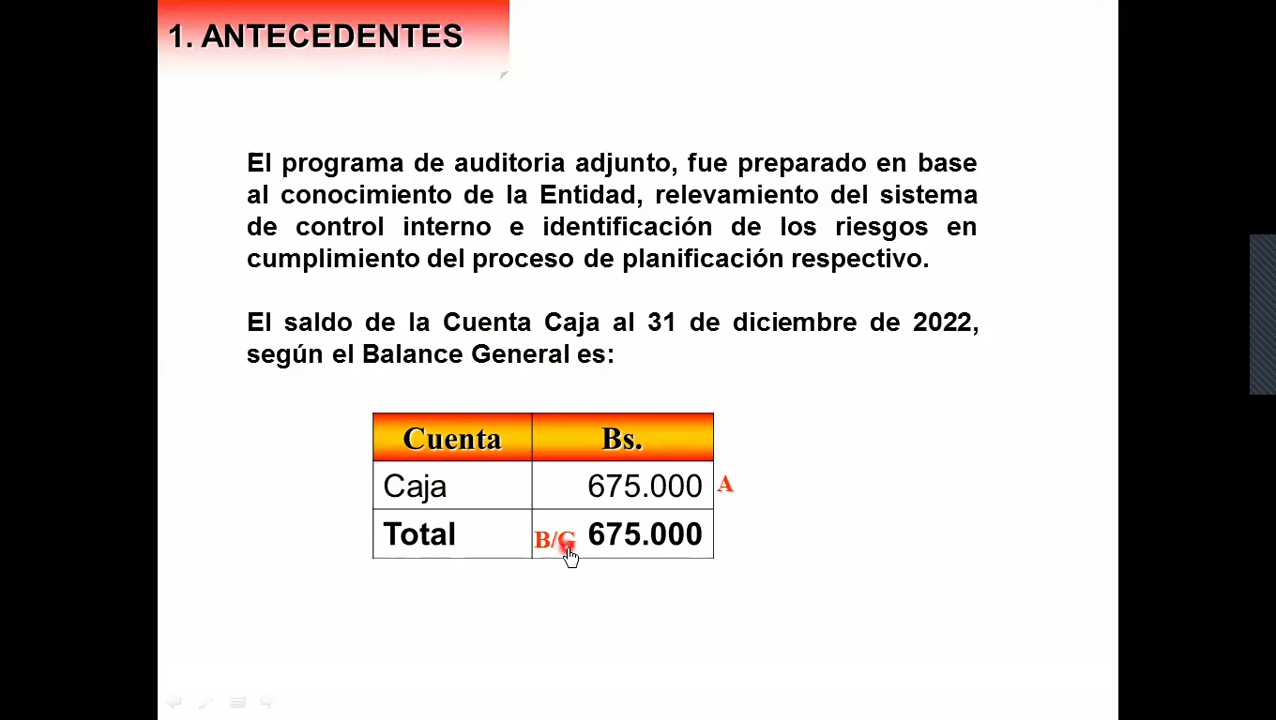 1. ANTECEDENTES
El programa de auditoria adjunto, fue preparado en base
al conocimiento de la Entidad, relevamiento del sistema
de control interno e identificación de los riesgos en
cumplimiento del proceso de planificación respectivo.
El saldo de la Cuenta Caja al 31 de diciembre de 2022,
según el Balance General es:
Cuenta Bs.
Caja 675.000 A
Total B/G 675.000